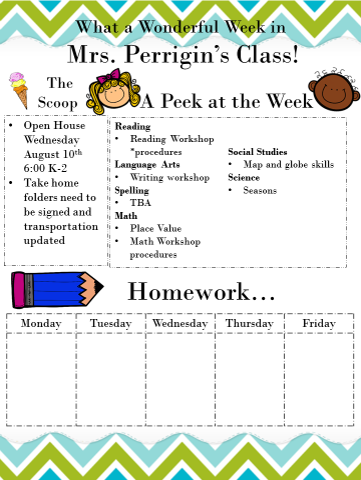 What a Wonderful Week in
Mrs. Perrigin's Class!
The
Scoop
A Peek at the Week
• Open House
Wednesday
August 10th
6:00 K-2
• Take home
folders need to
be signed and
transportation
updated
Reading
• Reading Workshop
*procedures
Language Arts
• Writing workshop
Spelling
• TBA
Math
• Place Value
• Math Workshop
procedures
Social Studies
• Map and globe skills
Science
• Seasons
Homework...
Monday Tuesday Wednesday Thursday Friday